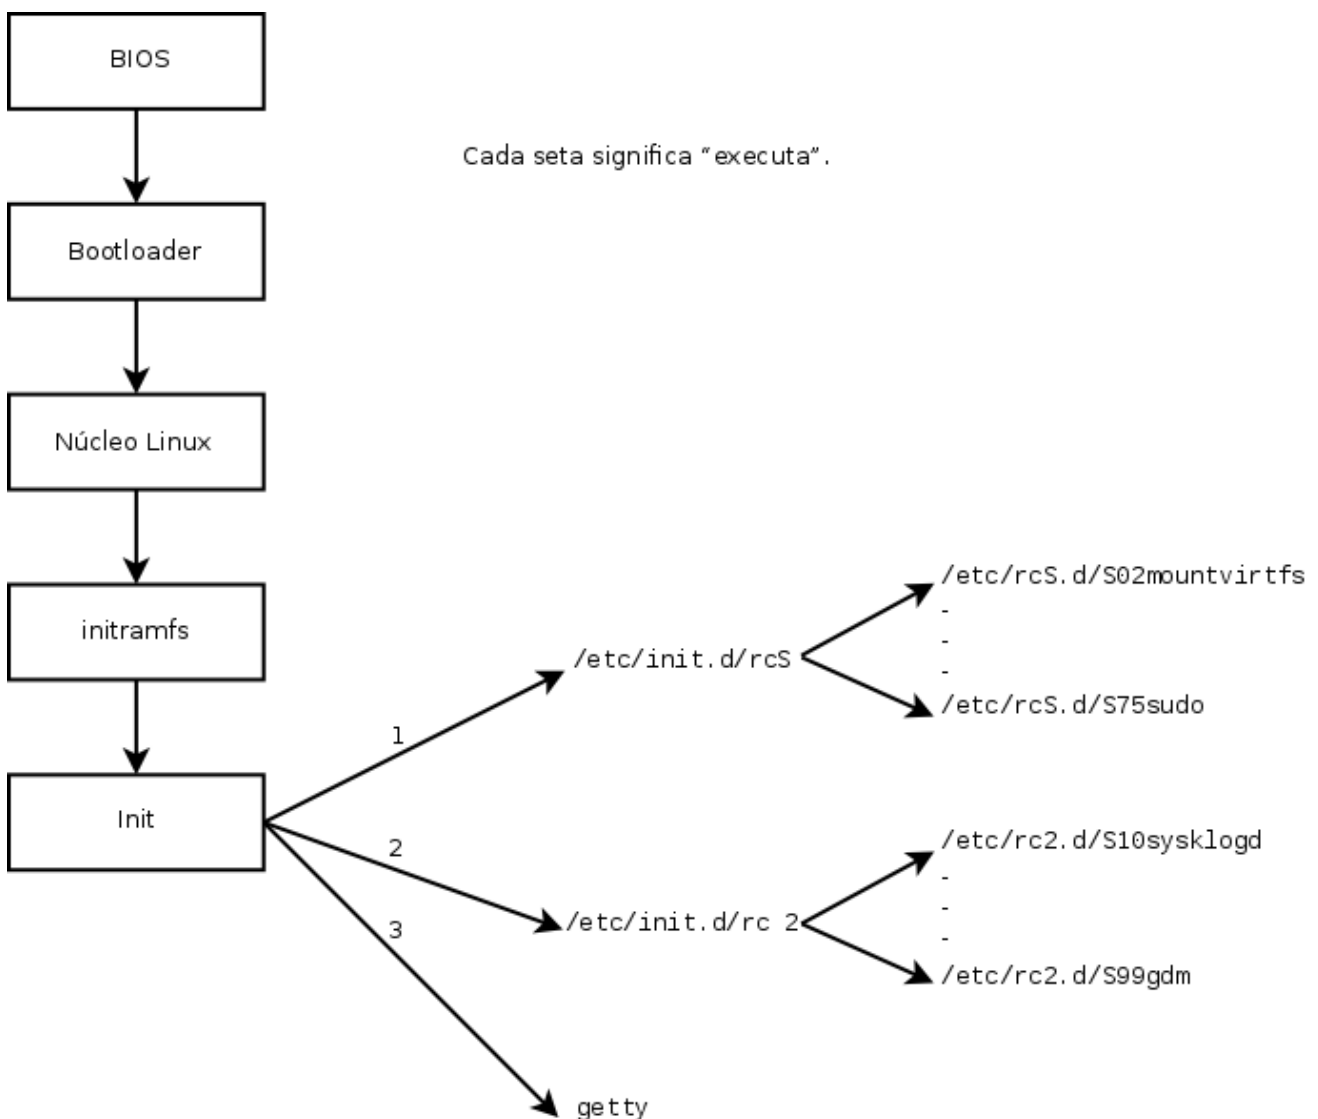 BIOS
Cada seta significa “executa”.
Bootloader
Núcleo Linux
initramfs
Init
1
2
3
/etc/init.d/rcS
/etc/rcS.d/S02mountvirtfs
-
-
-
/etc/rcS.d/S75sudo
/etc/init.d/rc 2
/etc/rc2.d/S10sysklogd
-
-
-
/etc/rc2.d/S99gdm
getty